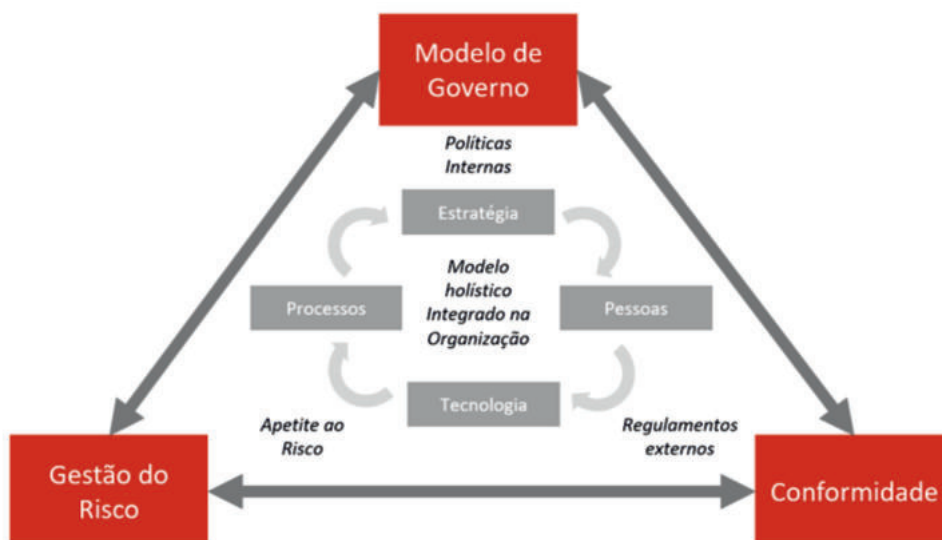 Modelo de
Governo
Políticas
Internas
Estratégia
Modelo
holístico
Integrado na
Organização
Processos
Pessoas
Tecnologia
Apetite ao
Risco
Regulamentos
externos
Gestão do
Risco
Conformidade